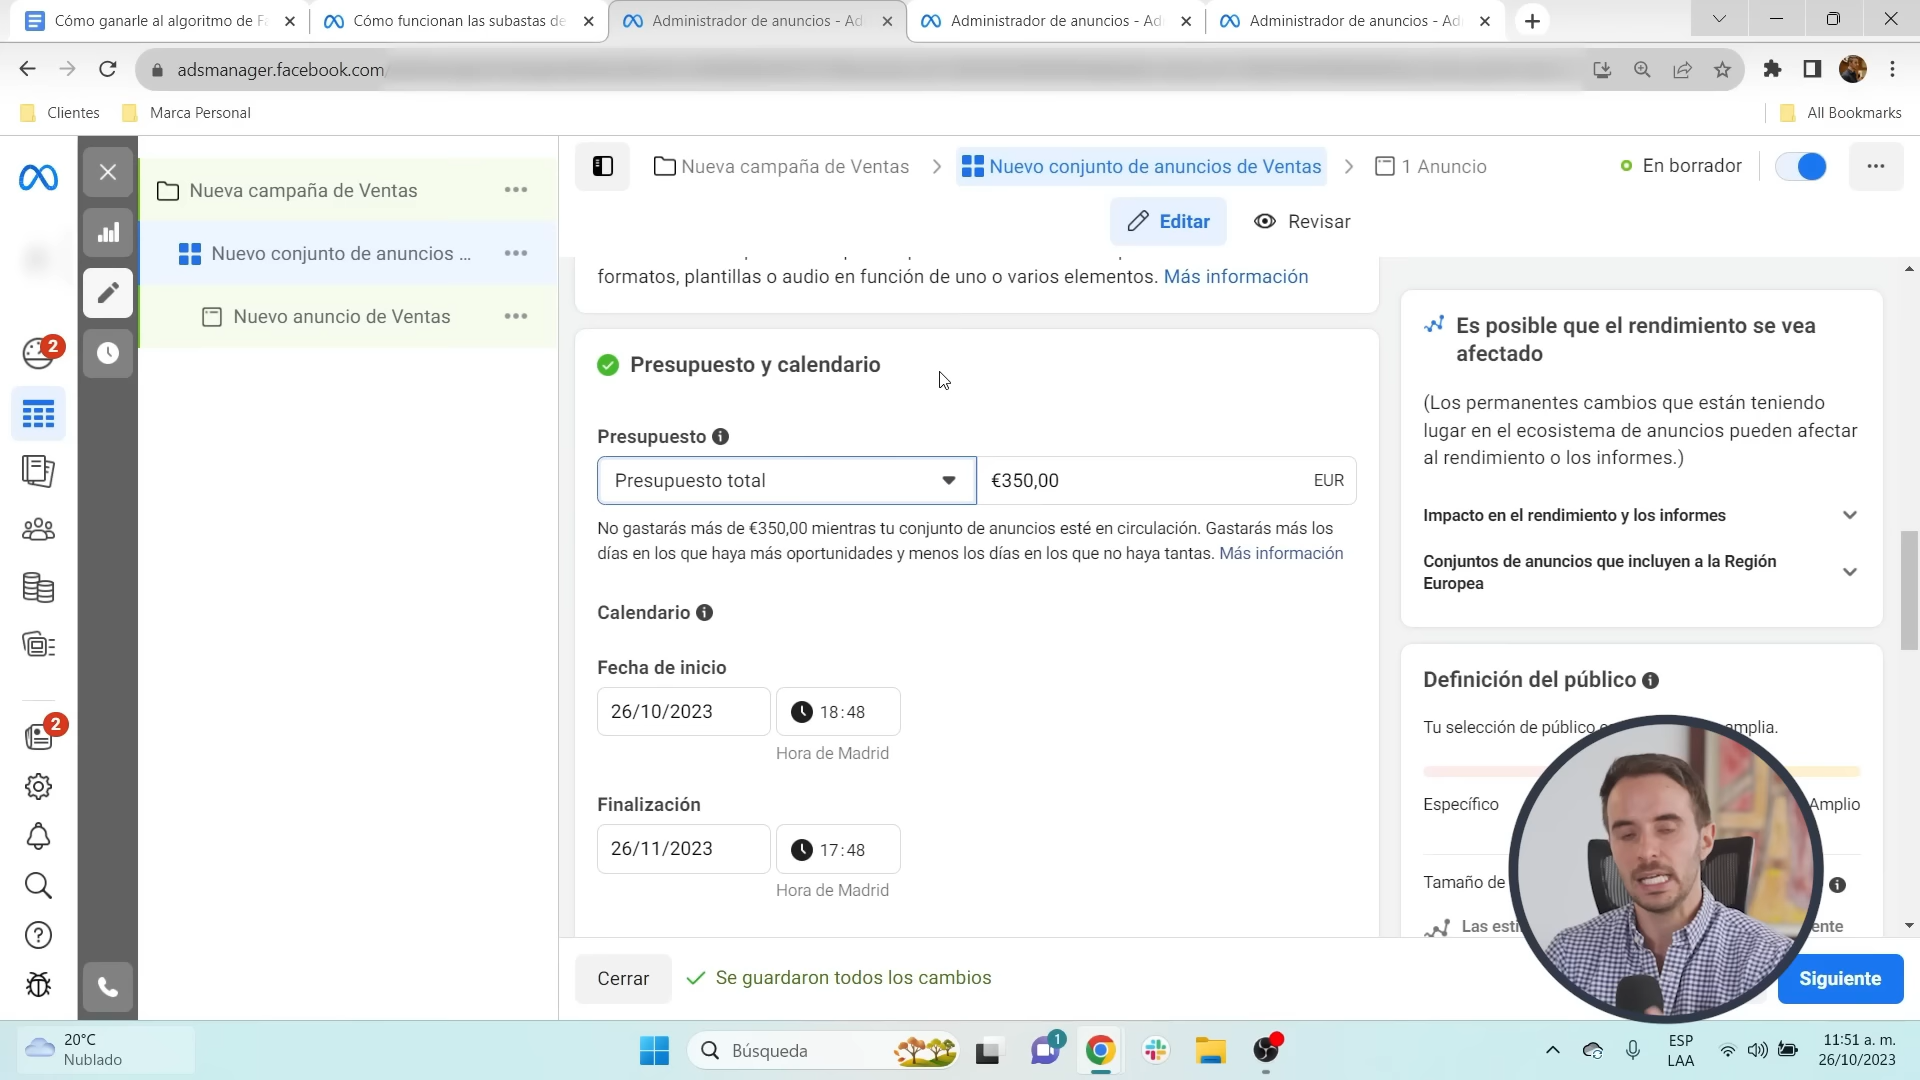 Cómo ganarle al algoritmo de Fa
Cómo funcionan las subastas de
Administrador de anuncios - Ad
Administrador de anuncios - Ad
Administrador de anuncios - Ad
adsmanager.facebook.com
Clientes
Marca Personal
All Bookmarks
Nueva campaña de Ventas
Nuevo conjunto de anuncios ...
Nuevo anuncio de Ventas
2
2
Nueva campaña de Ventas
Nuevo conjunto de anuncios de Ventas
1 Anuncio
En borrador
Editar
Revisar
formatos, plantillas o audio en función de uno o varios elementos. Más información
Presupuesto y calendario
Presupuesto
Presupuesto total
€350,00
EUR
No gastarás más de €350,00 mientras tu conjunto de anuncios esté en circulación. Gastarás más los
días en los que haya más oportunidades y menos los días en los que no haya tantas. Más información
Calendario
Fecha de inicio
26/10/2023
18:48
Hora de Madrid
Finalización
26/11/2023
17:48
Hora de Madrid
Es posible que el rendimiento se vea
afectado
(Los permanentes cambios que están teniendo
lugar en el ecosistema de anuncios pueden afectar
al rendimiento o los informes.)
Impacto en el rendimiento y los informes
Conjuntos de anuncios que incluyen a la Región
Europea
Definición del público
Tu selección de público amplia.
Específico
Amplio
Tamaño de
Las esti
ente
Cerrar
Se guardaron todos los cambios
Siguiente
20°C
Nublado
Búsqueda
1
ESP
LAA
11:51 a. m.
26/10/2023